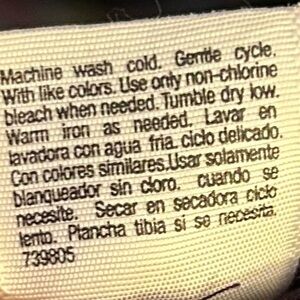 Machine wash cold. Gentle cycle.
With like colors. Use only non-chlorine
bleach when needed. Tumble dry low.
Warm iron as needed. Lavar en
lavadora con agua fria. ciclo delicado.
Con colores similares.Usar solamente
blanqueador sin cloro. cuando se
necesite. Secar en secadora ciclo
lento. Plancha tibia si se necesita.
739805